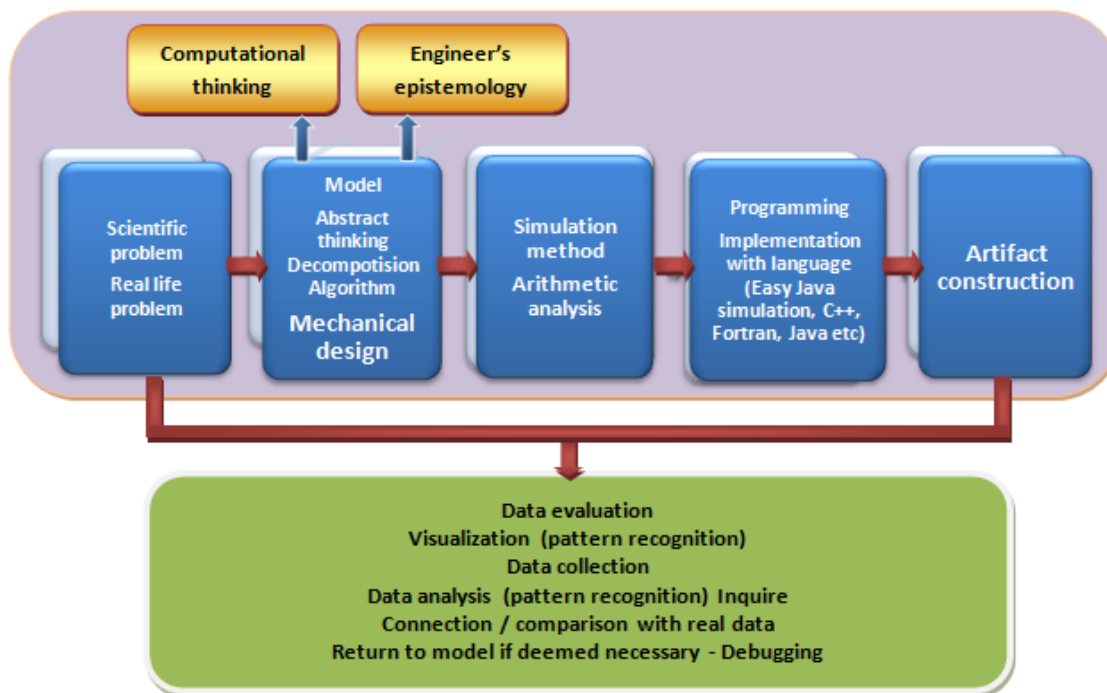 Computational
thinking
Engineer's
epistemology
Scientific
problem
Real life
problem
Model
Abstract
thinking
Decompotision
Algorithm
Mechanical
design
Simulation
method
Arithmetic
analysis
Programming
Implementation
with language
(Easy Java
simulation, C++,
Fortran, Java etc)
Artifact
construction
Data evaluation
Visualization (pattern recognition)
Data collection
Data analysis (pattern recognition) Inquire
Connection / comparison with real data
Return to model if deemed necessary - Debugging